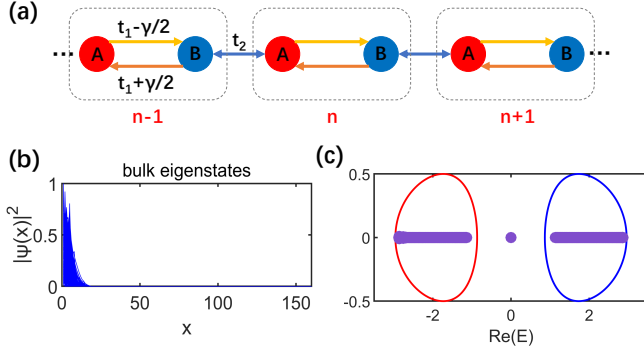 (a)
t₁-γ/2
t₂
A B A B A B
... ...
t₁+γ/2
n-1 n n+1
(b)
bulk eigenstates
|ψ(x)|²
1
0.5
0
0 50 100 150
x
(c)
0.5
0
-0.5
-2 0 2
Re(E)